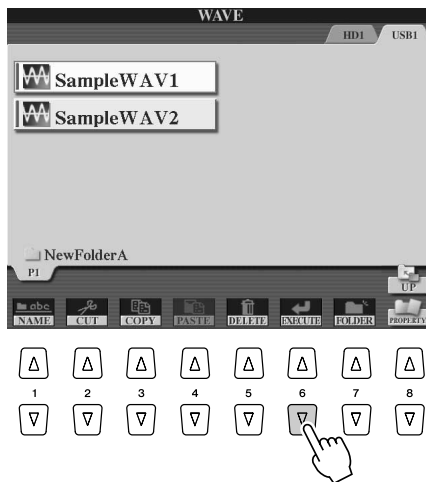 WAVE
HD1 USB1
SampleWAV1
SampleWAV2
NewFolderA
P1
UP
abc
NAME CUT COPY PASTE DELETE EXECUTE FOLDER PROPERTY
1 2 3 4 5 6 7 8